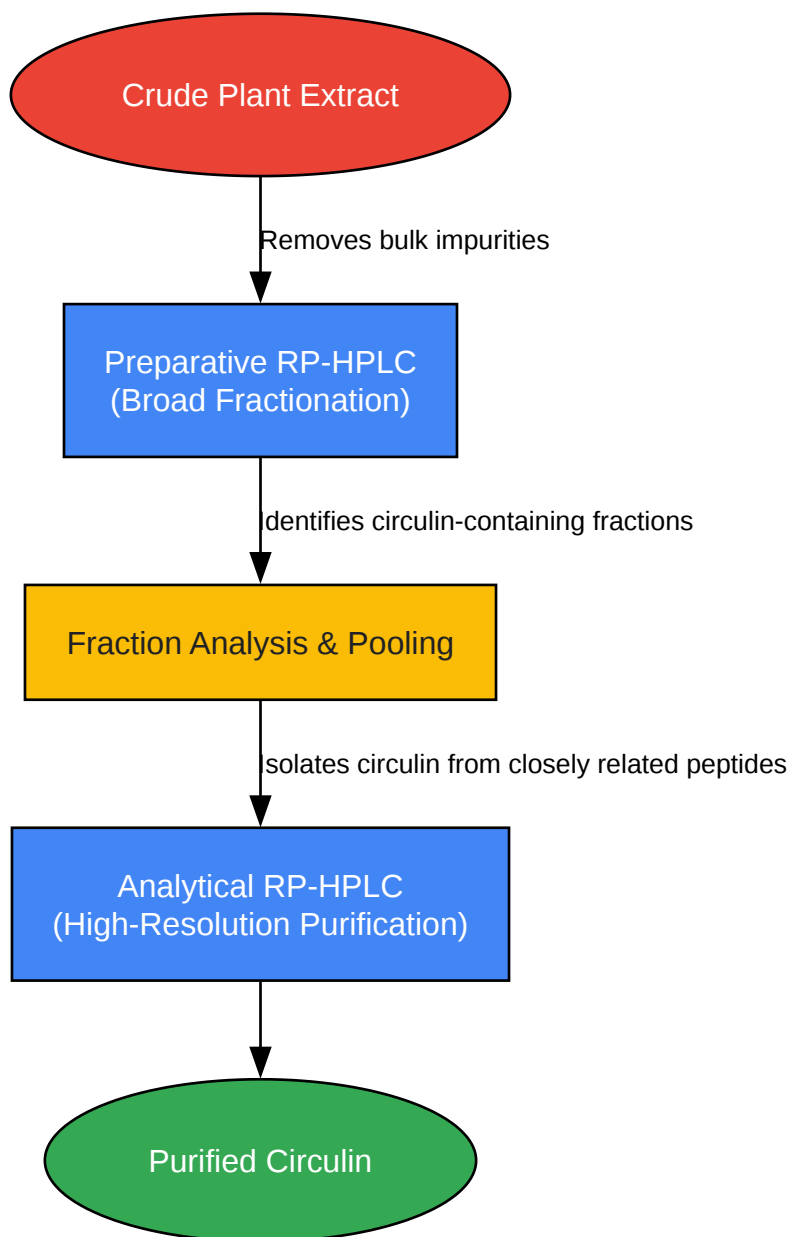 Crude Plant Extract
Removes bulk impurities
Preparative RP-HPLC
(Broad Fractionation)
Identifies circulin-containing fractions
Fraction Analysis & Pooling
Isolates circulin from closely related peptides
Analytical RP-HPLC
(High-Resolution Purification)
Purified Circulin